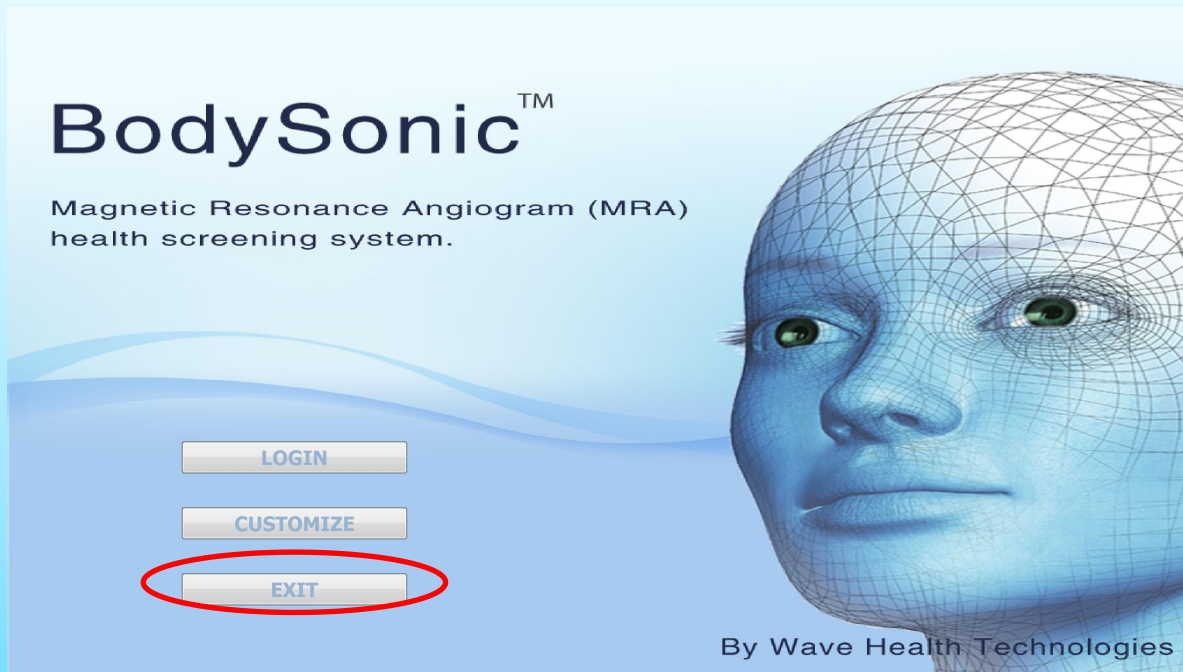 BodySonic™
Magnetic Resonance Angiogram (MRA)
health screening system.
LOGIN
CUSTOMIZE
EXIT
By Wave Health Technologies